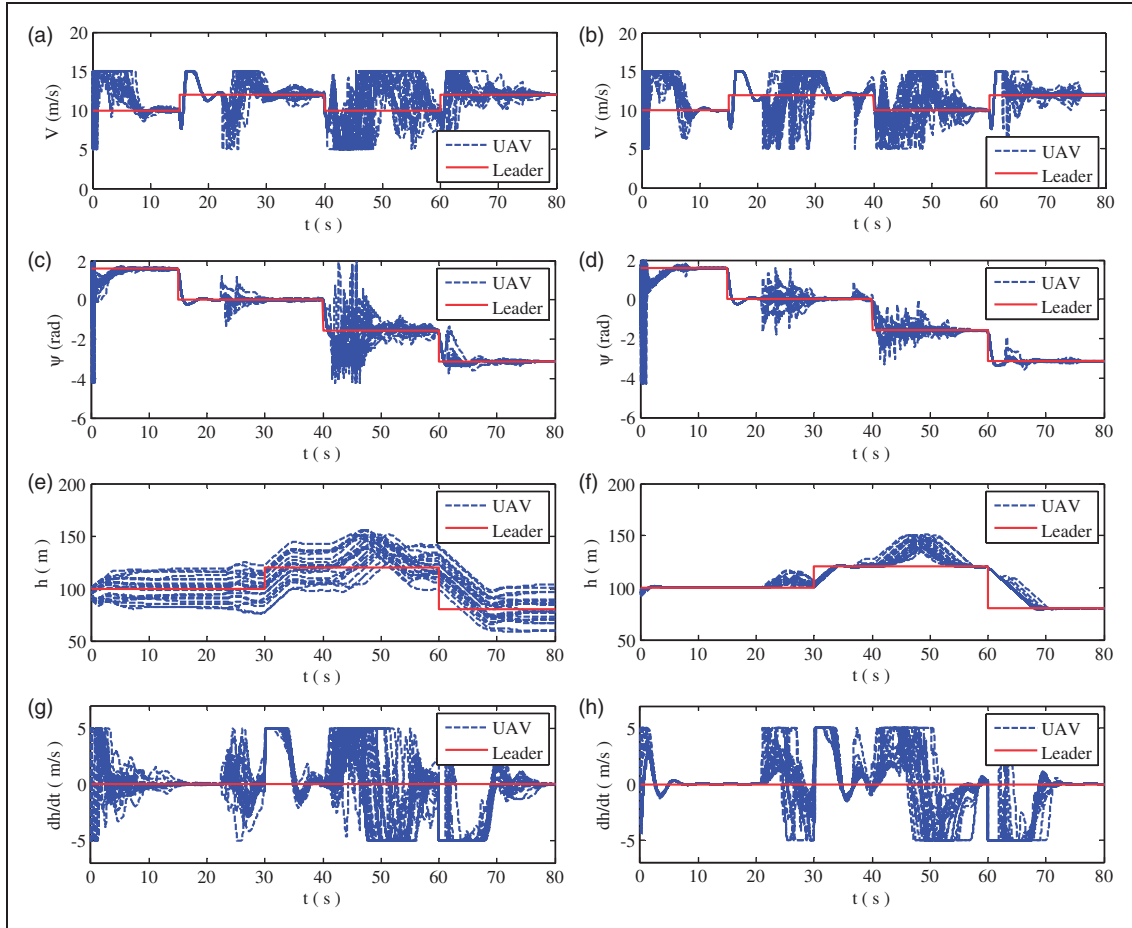 (a)
V (m/s)
20
15
10
5
0
UAV
Leader
0 10 20 30 40 50 60 70 80
t ( s )
(b)
V (m/s)
20
15
10
5
0
UAV
Leader
0 10 20 30 40 50 60 70 80
t ( s )
(c)
ψ (rad)
2
0
-2
-4
-6
UAV
Leader
0 10 20 30 40 50 60 70 80
t ( s )
(d)
ψ (rad)
2
0
-2
-4
-6
UAV
Leader
0 10 20 30 40 50 60 70 80
t ( s )
(e)
h ( m )
200
150
100
50
UAV
Leader
0 10 20 30 40 50 60 70 80
t ( s )
(f)
h ( m )
200
150
100
50
UAV
Leader
0 10 20 30 40 50 60 70 80
t ( s )
(g)
dh/dt ( m/s )
5
0
-5
UAV
Leader
0 10 20 30 40 50 60 70 80
t ( s )
(h)
dh/dt ( m/s )
5
0
-5
UAV
Leader
0 10 20 30 40 50 60 70 80
t ( s )